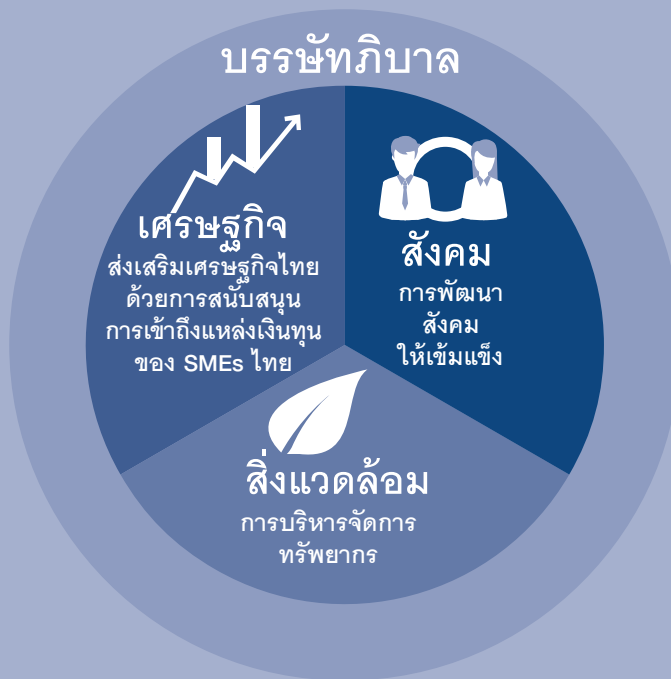 บรรษัทภิบาล
เศรษฐกิจ
ส่งเสริมเศรษฐกิจไทย
ด้วยการสนับสนุน
การเข้าถึงแหล่งเงินทุน
ของ SMEs ไทย
สังคม
การพัฒนา
สังคม
ให้เข้มแข็ง
สิ่งแวดล้อม
การบริหารจัดการ
ทรัพยากร